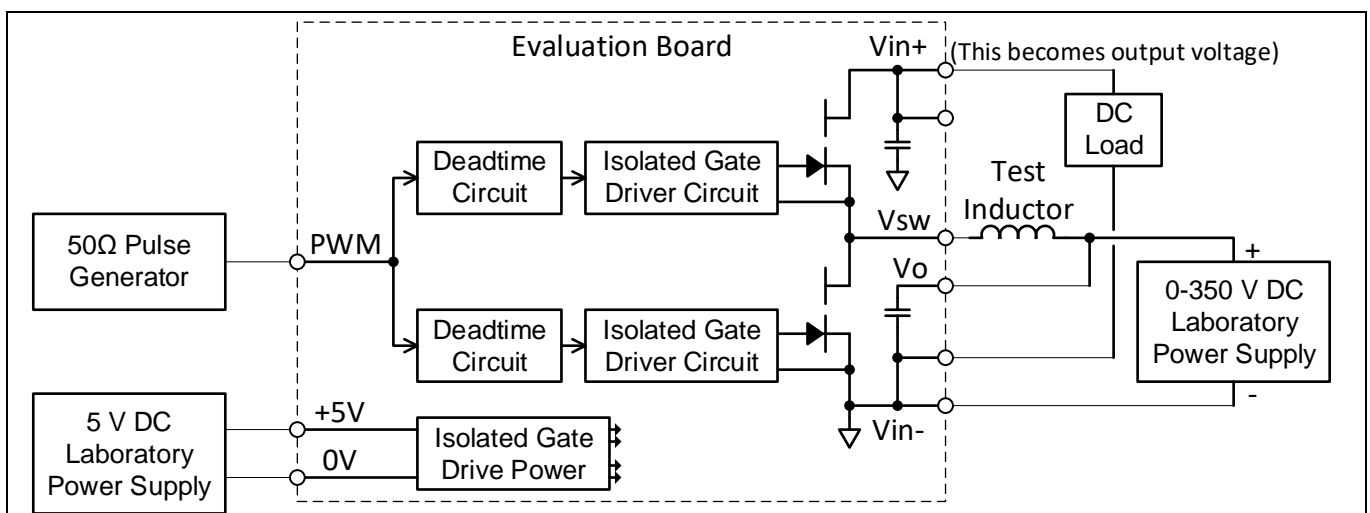 Evaluation Board
Vin+
(This becomes output voltage)
DC
Load
Deadtime
Circuit
Isolated Gate
Driver Circuit
Test
Inductor
Vsw
50Ω Pulse
Generator
PWM
Vo
+
0-350 V DC
Laboratory
Power Supply
-
Deadtime
Circuit
Isolated Gate
Driver Circuit
Vin-
5 V DC
Laboratory
Power Supply
+5V
0V
Isolated Gate
Drive Power